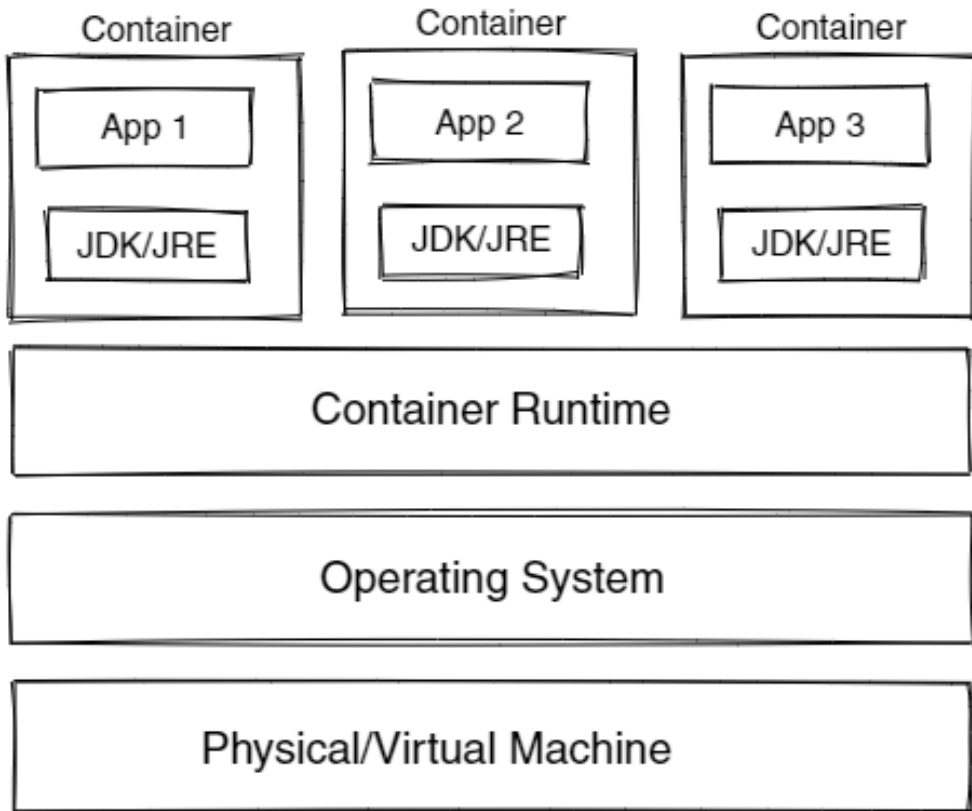 Container
Container
Container
App 1
App 2
App 3
JDK/JRE
JDK/JRE
JDK/JRE
Container Runtime
Operating System
Physical/Virtual Machine